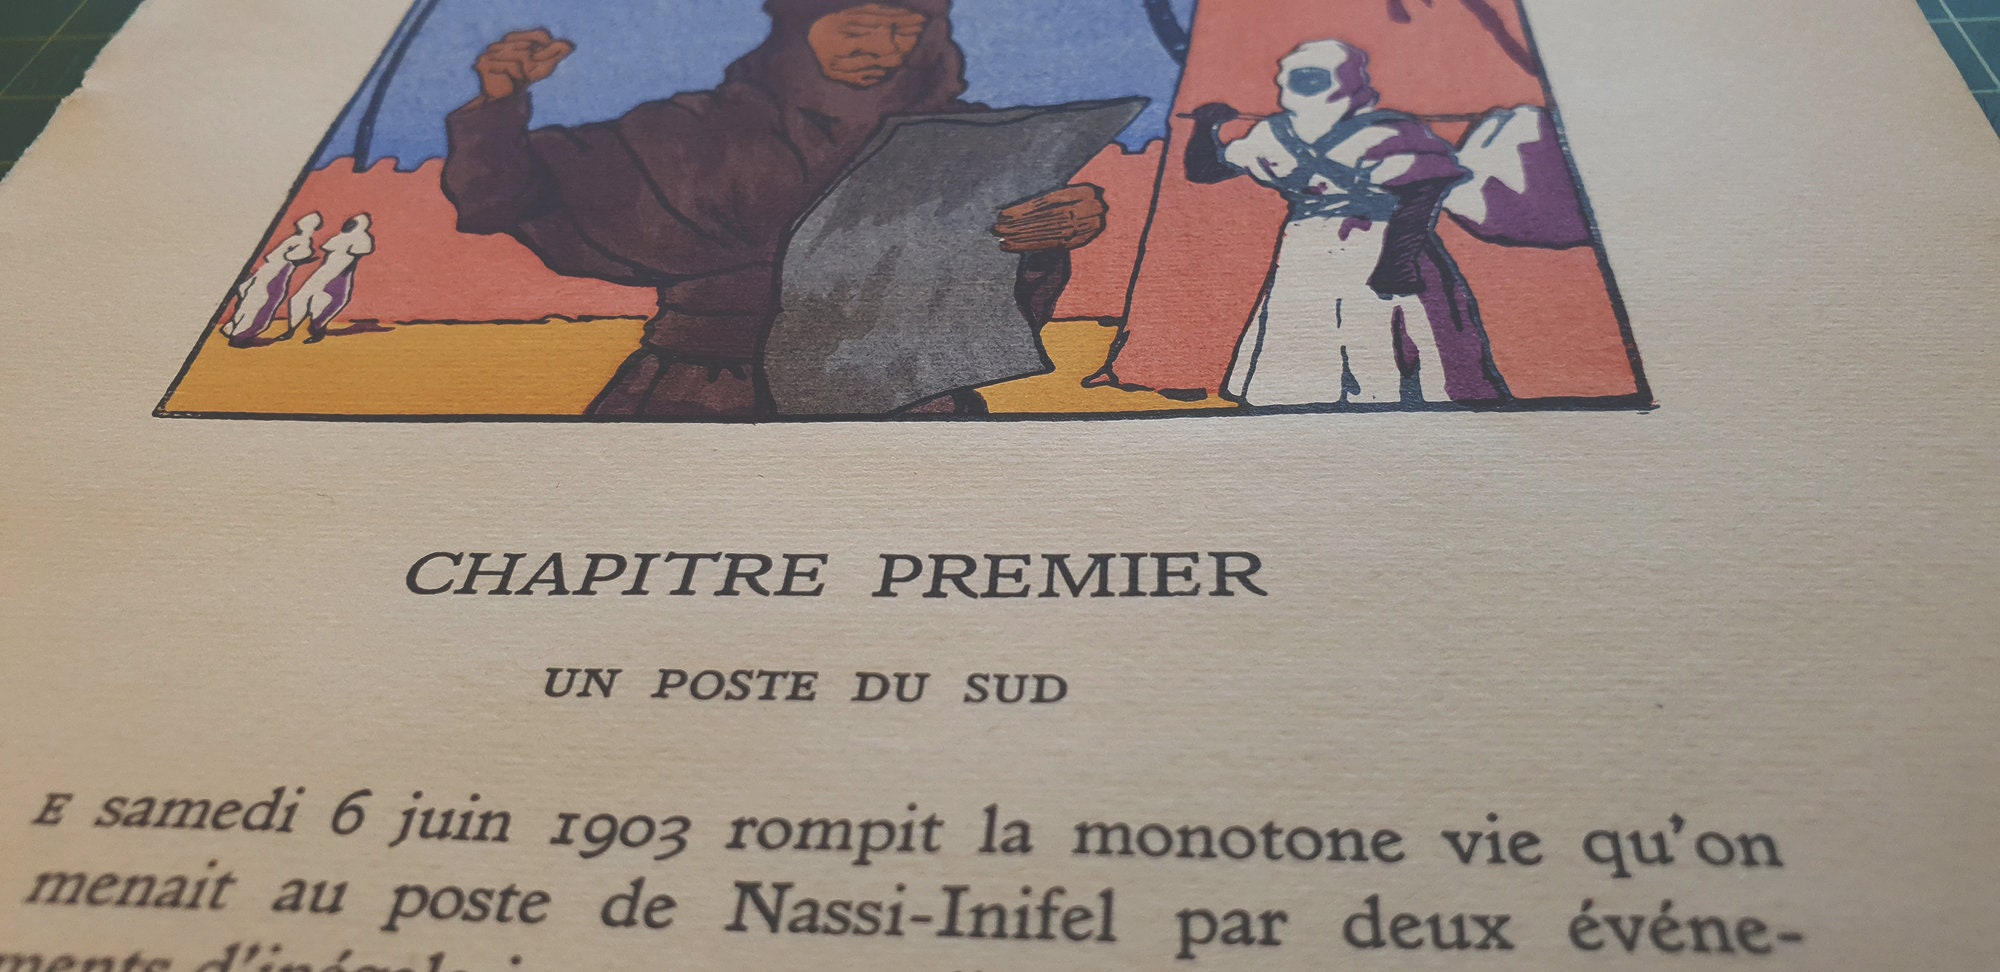 CHAPITRE PREMIER
UN POSTE DU SUD
E samedi 6 juin 1903 rompit la monotone vie qu'on
menait au poste de Nassi-Inifel par deux événe-
ments